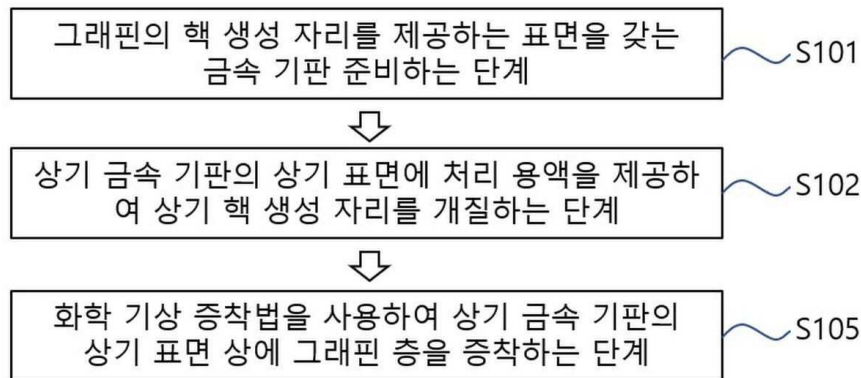 그래핀의 핵 생성 자리를 제공하는 표면을 갖는
금속 기판 준비하는 단계
S101
상기 금속 기판의 상기 표면에 처리 용액을 제공하
여 상기 핵 생성 자리를 개질하는 단계
S102
화학 기상 증착법을 사용하여 상기 금속 기판의
상기 표면 상에 그래핀 층을 증착하는 단계
S105